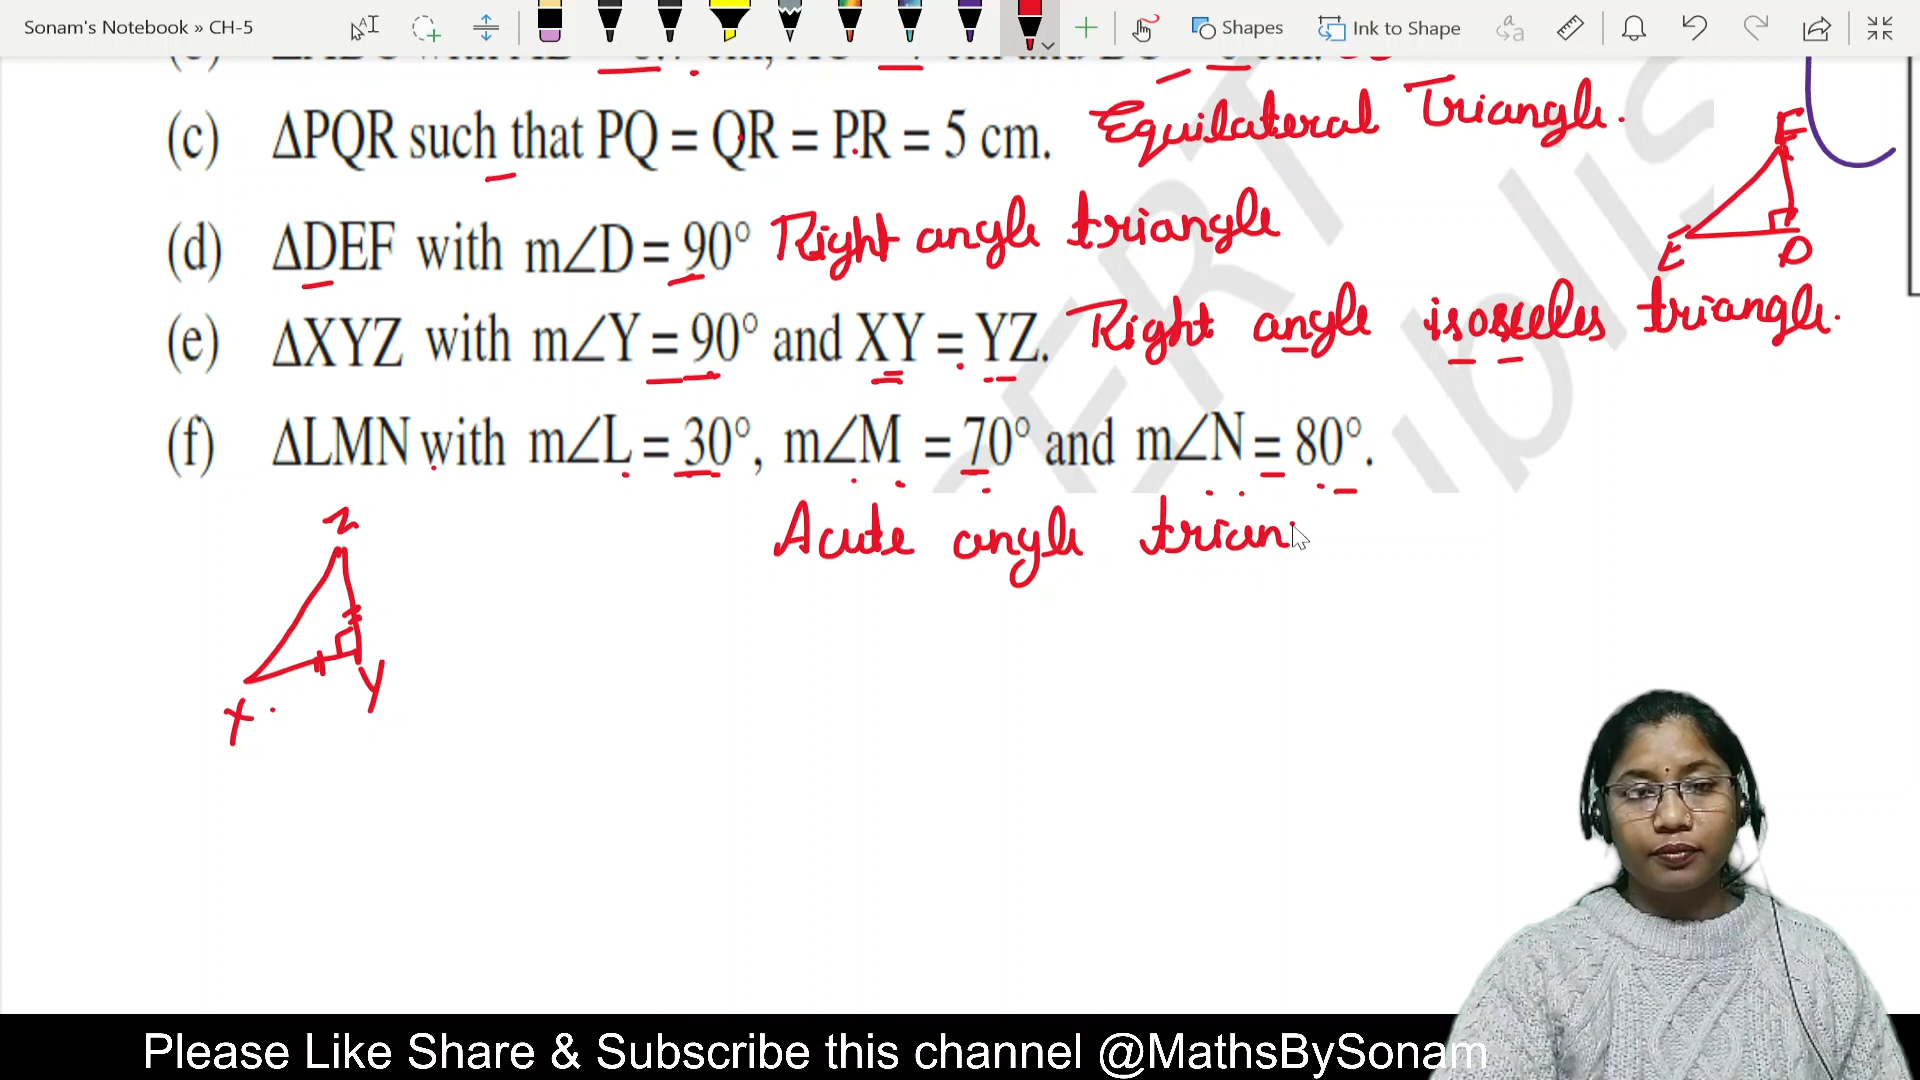 Sonam's Notebook » CH-5
Shapes
Ink to Shape
(c) ΔPQR such that PQ = QR = PR = 5 cm. Equilateral Triangle.
(d) ΔDEF with m∠D = 90° Right angle triangle
(e) ΔXYZ with m∠Y = 90° and XY = YZ. Right angle isosceles triangle.
(f) ΔLMN with m∠L = 30°, m∠M = 70° and m∠N = 80°.
Acute angle trian
D
Z
X
Y
Please Like Share & Subscribe this channel @MathsBySonam